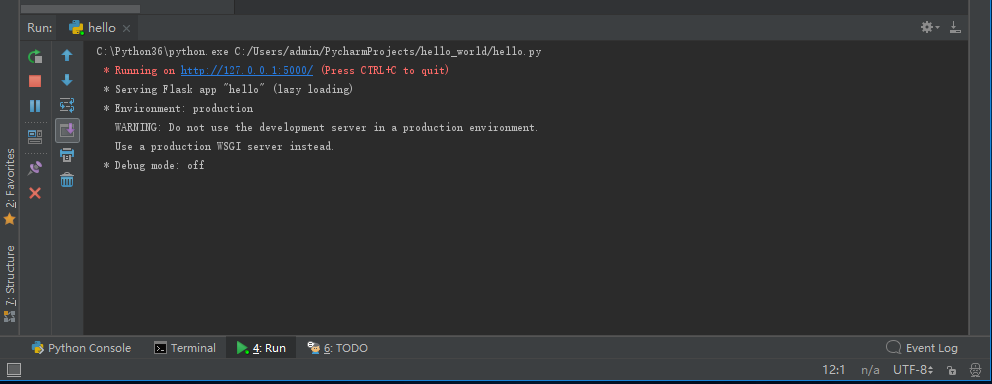 Run: hello
C:\Python36\python.exe C:/Users/admin/PycharmProjects/hello_world/hello.py
* Running on http://127.0.0.1:5000/ (Press CTRL+C to quit)
* Serving Flask app "hello" (lazy loading)
* Environment: production
WARNING: Do not use the development server in a production environment.
Use a production WSGI server instead.
* Debug mode: off
2: Favorites
7: Structure
Python Console Terminal 4: Run 6: TODO Event Log
12:1 n/a UTF-8